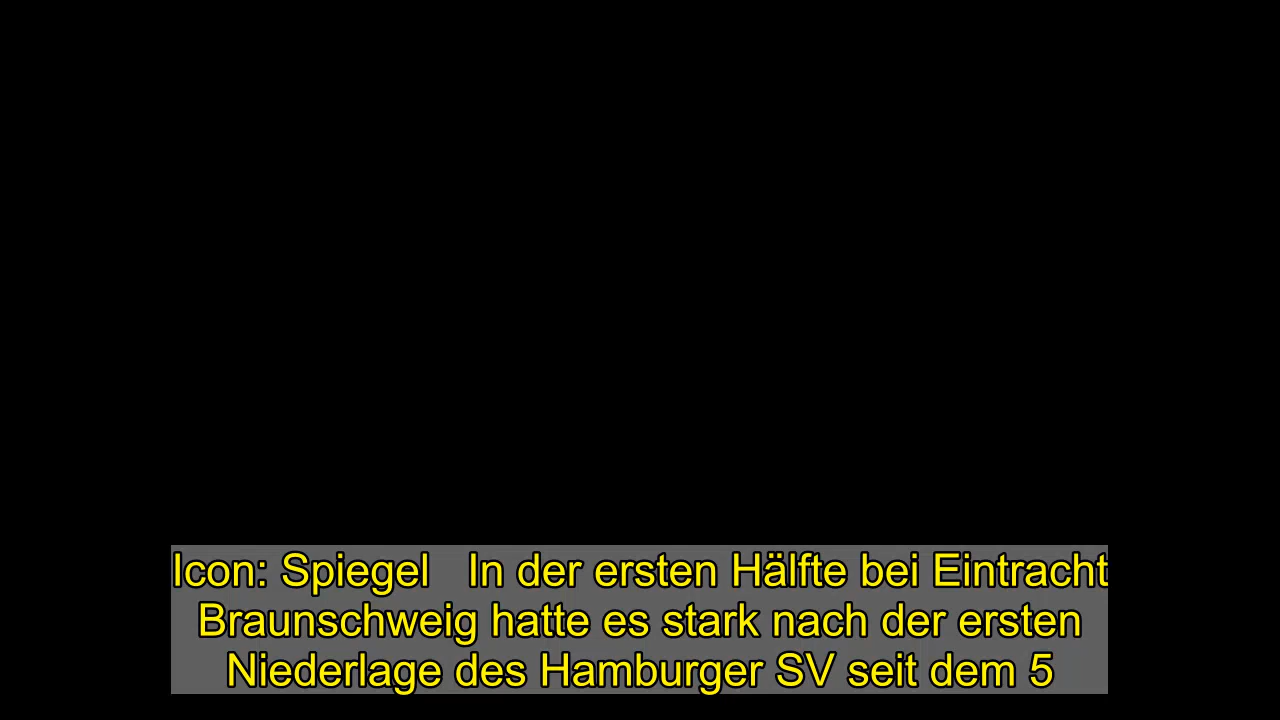 Icon: Spiegel   In der ersten Hälfte bei Eintracht
Braunschweig hatte es stark nach der ersten
Niederlage des Hamburger SV seit dem 5